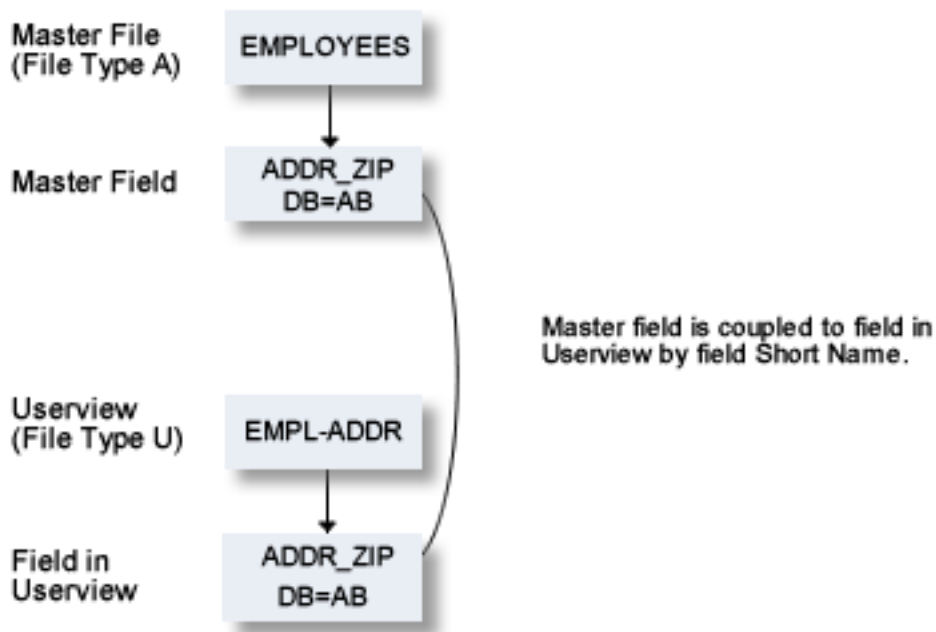 Master File
(File Type A)
EMPLOYEES
Master Field
ADDR_ZIP
DB=AB
Master field is coupled to field in
Userview by field Short Name.
Userview
(File Type U)
EMPL-ADDR
Field in
Userview
ADDR_ZIP
DB=AB